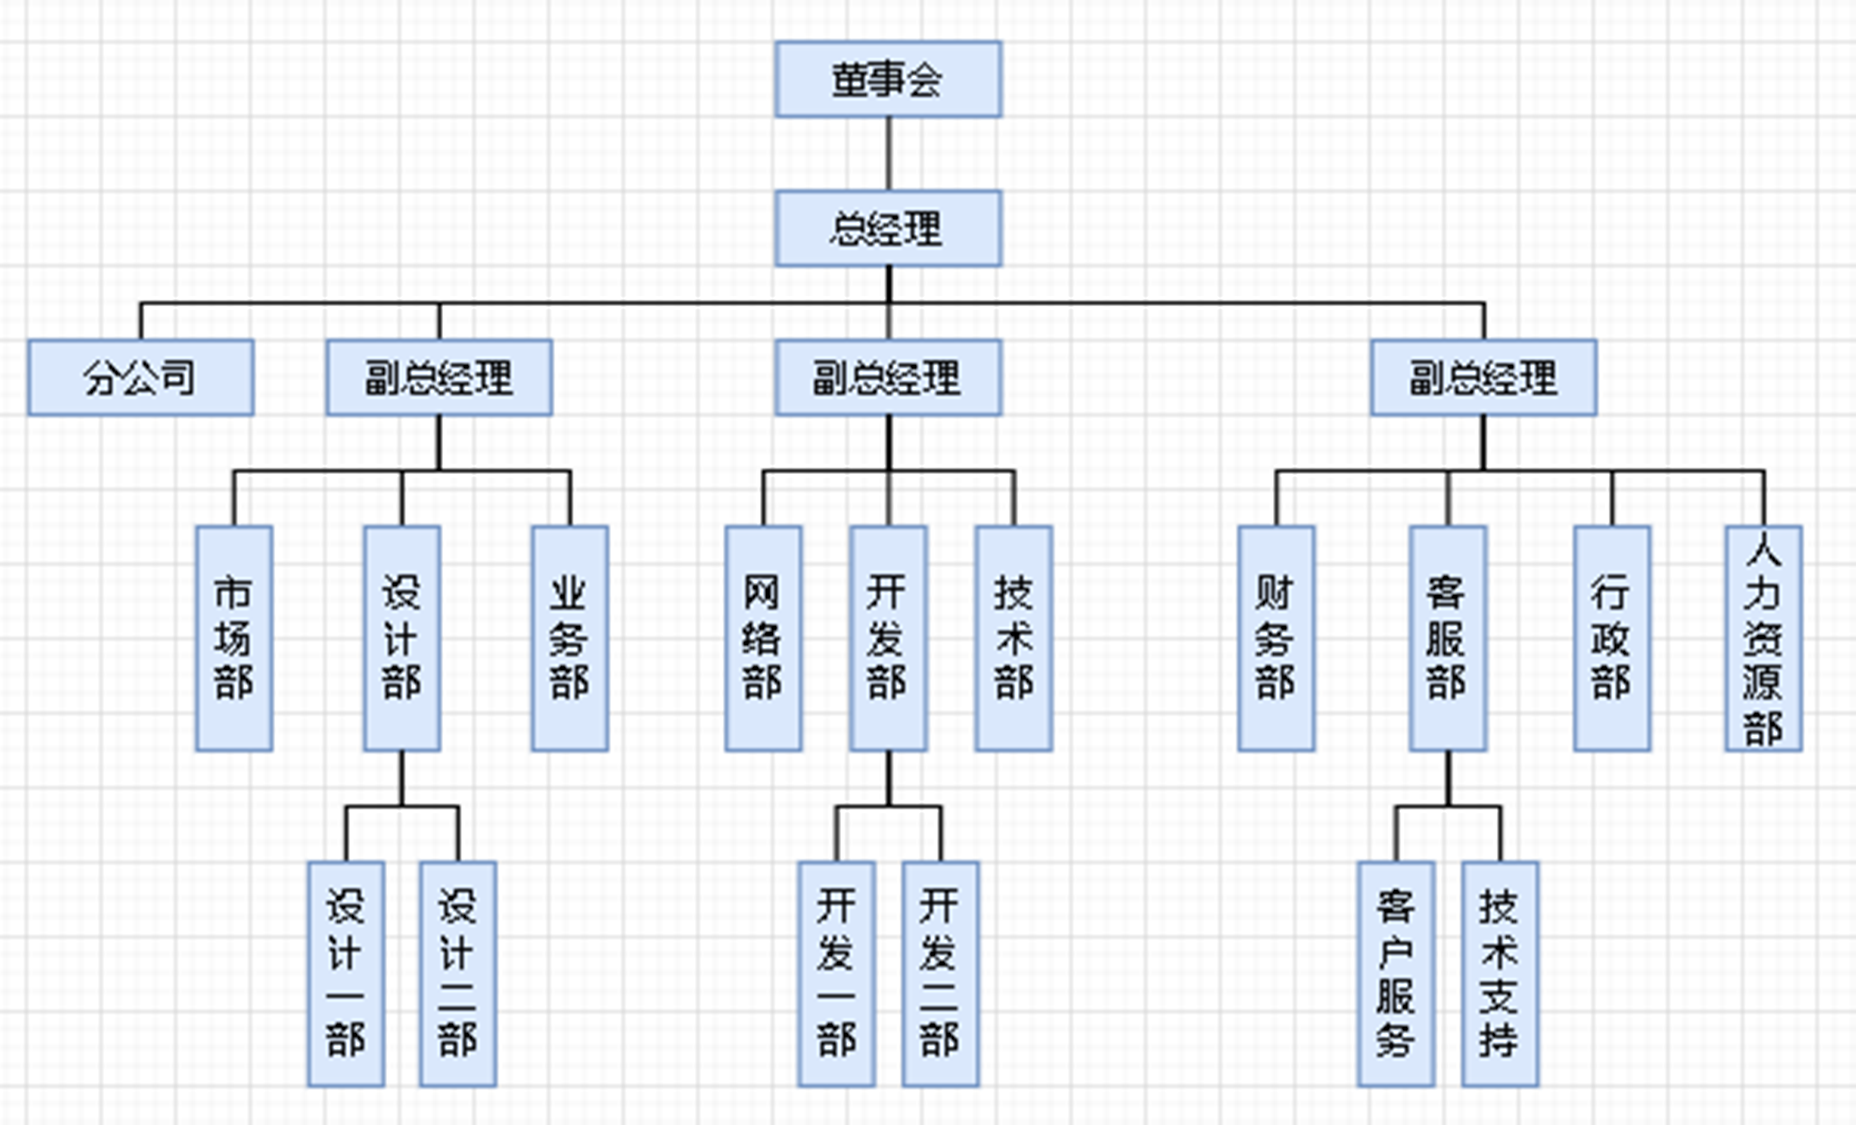 董事会
总经理
分公司
副总经理
副总经理
副总经理
市场部
设计部
业务部
网络部
开发部
技术部
财务部
客服部
行政部
人力资源部
设计一部
设计二部
开发一部
开发二部
客户服务
技术支持